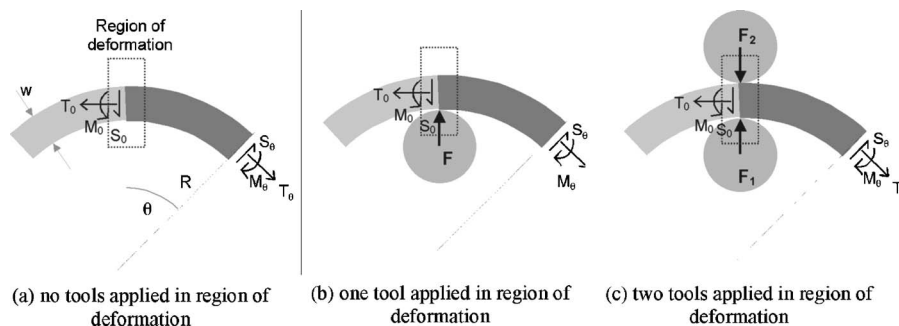 Region of
deformation
w
T₀
M₀
S₀
R
θ
Sθ
Mθ
Tθ
(a) no tools applied in region of
deformation
T₀
M₀
S₀
F
Sθ
Mθ
(b) one tool applied in region of
deformation
F₂
T₀
M₀
S₀
F₁
Sθ
Mθ
T
(c) two tools applied in region of
deformation